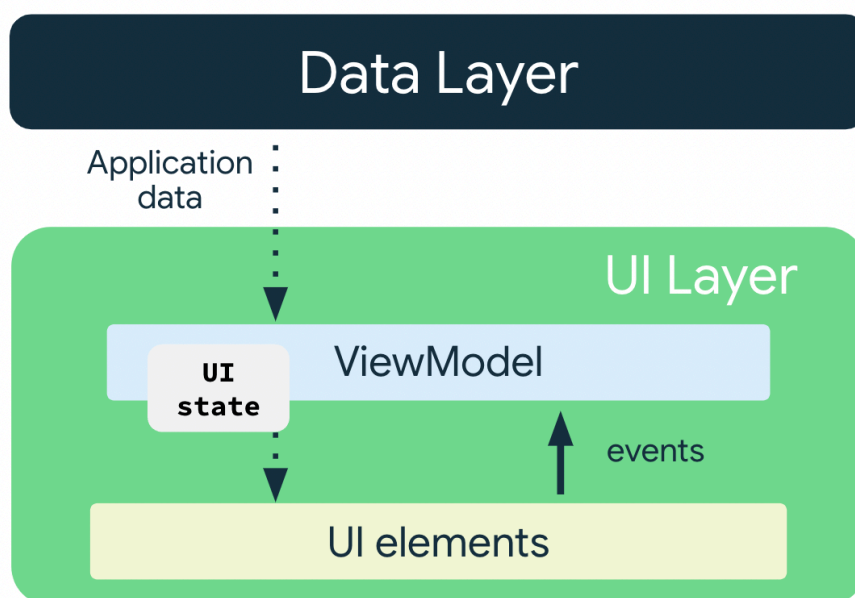 Data Layer
Application
data
UI Layer
ViewModel
UI
state
events
UI elements